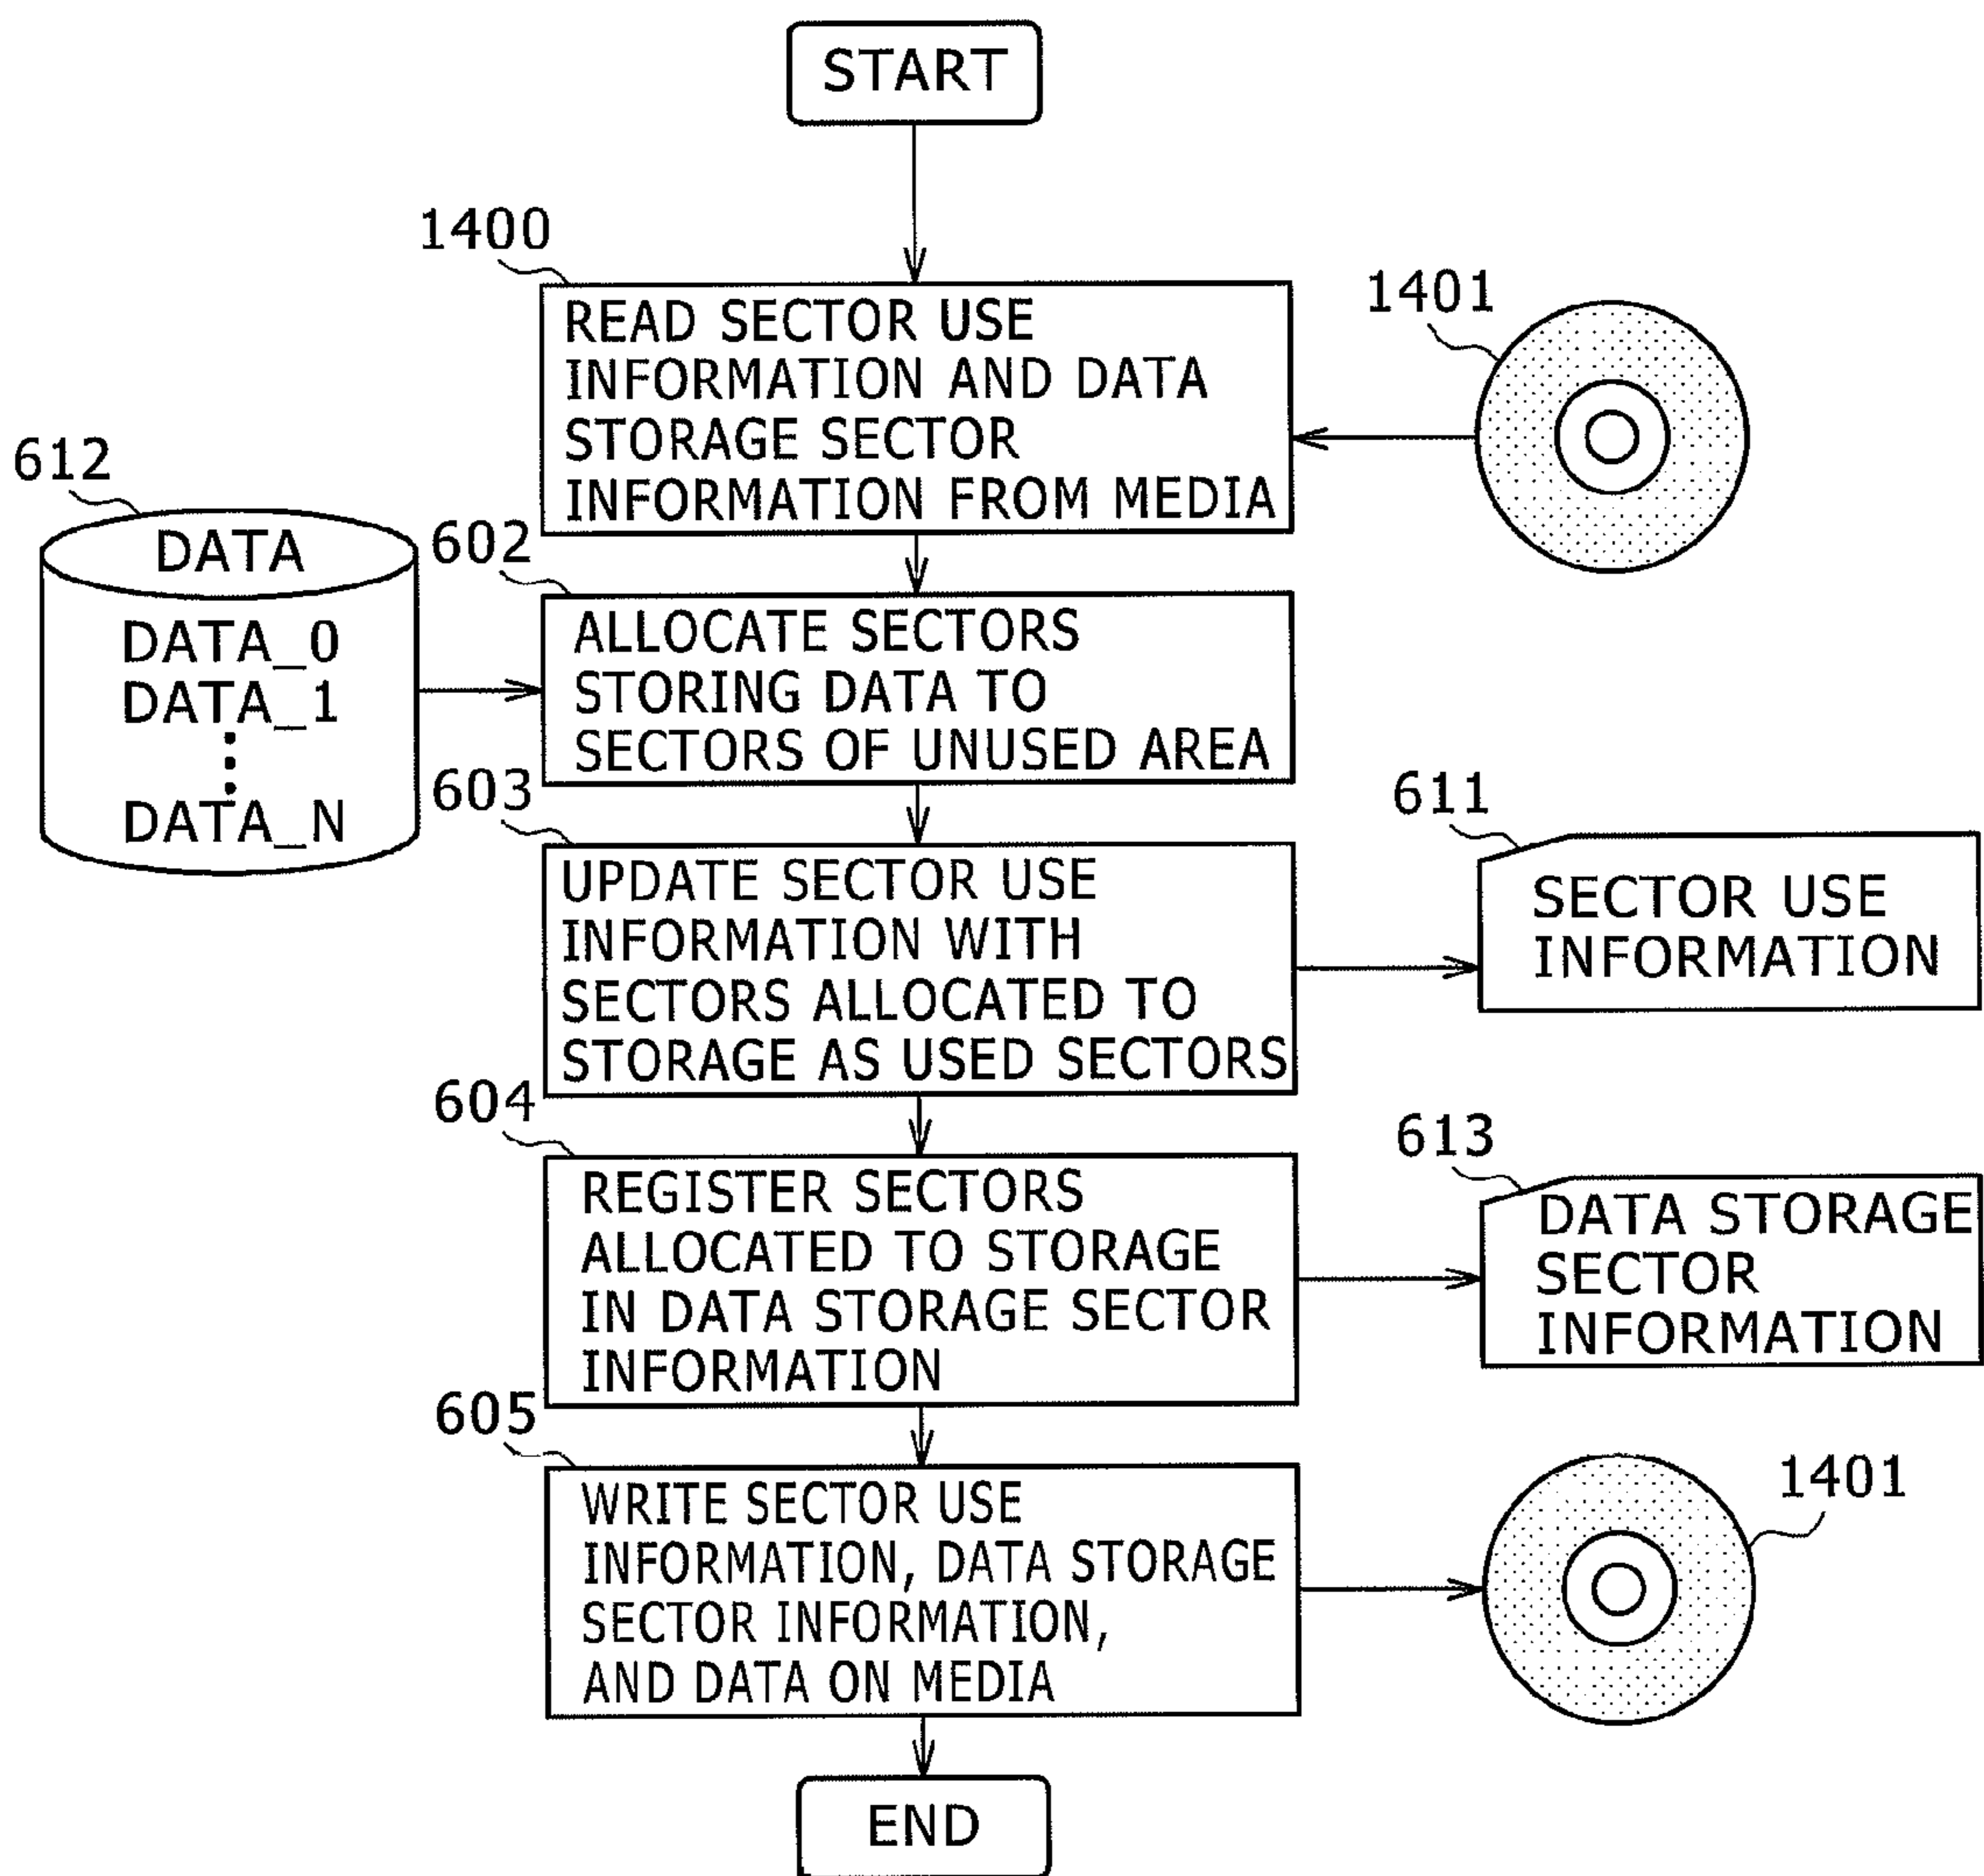 START
1400
READ SECTOR USE
INFORMATION AND DATA
STORAGE SECTOR
INFORMATION FROM MEDIA
1401
612
DATA
DATA_0
DATA_1
DATA_N
602
ALLOCATE SECTORS
STORING DATA TO
SECTORS OF UNUSED AREA
603
UPDATE SECTOR USE
INFORMATION WITH
SECTORS ALLOCATED TO
STORAGE AS USED SECTORS
611
SECTOR USE
INFORMATION
604
REGISTER SECTORS
ALLOCATED TO STORAGE
IN DATA STORAGE SECTOR
INFORMATION
613
DATA STORAGE
SECTOR
INFORMATION
605
WRITE SECTOR USE
INFORMATION, DATA STORAGE
SECTOR INFORMATION,
AND DATA ON MEDIA
1401
END